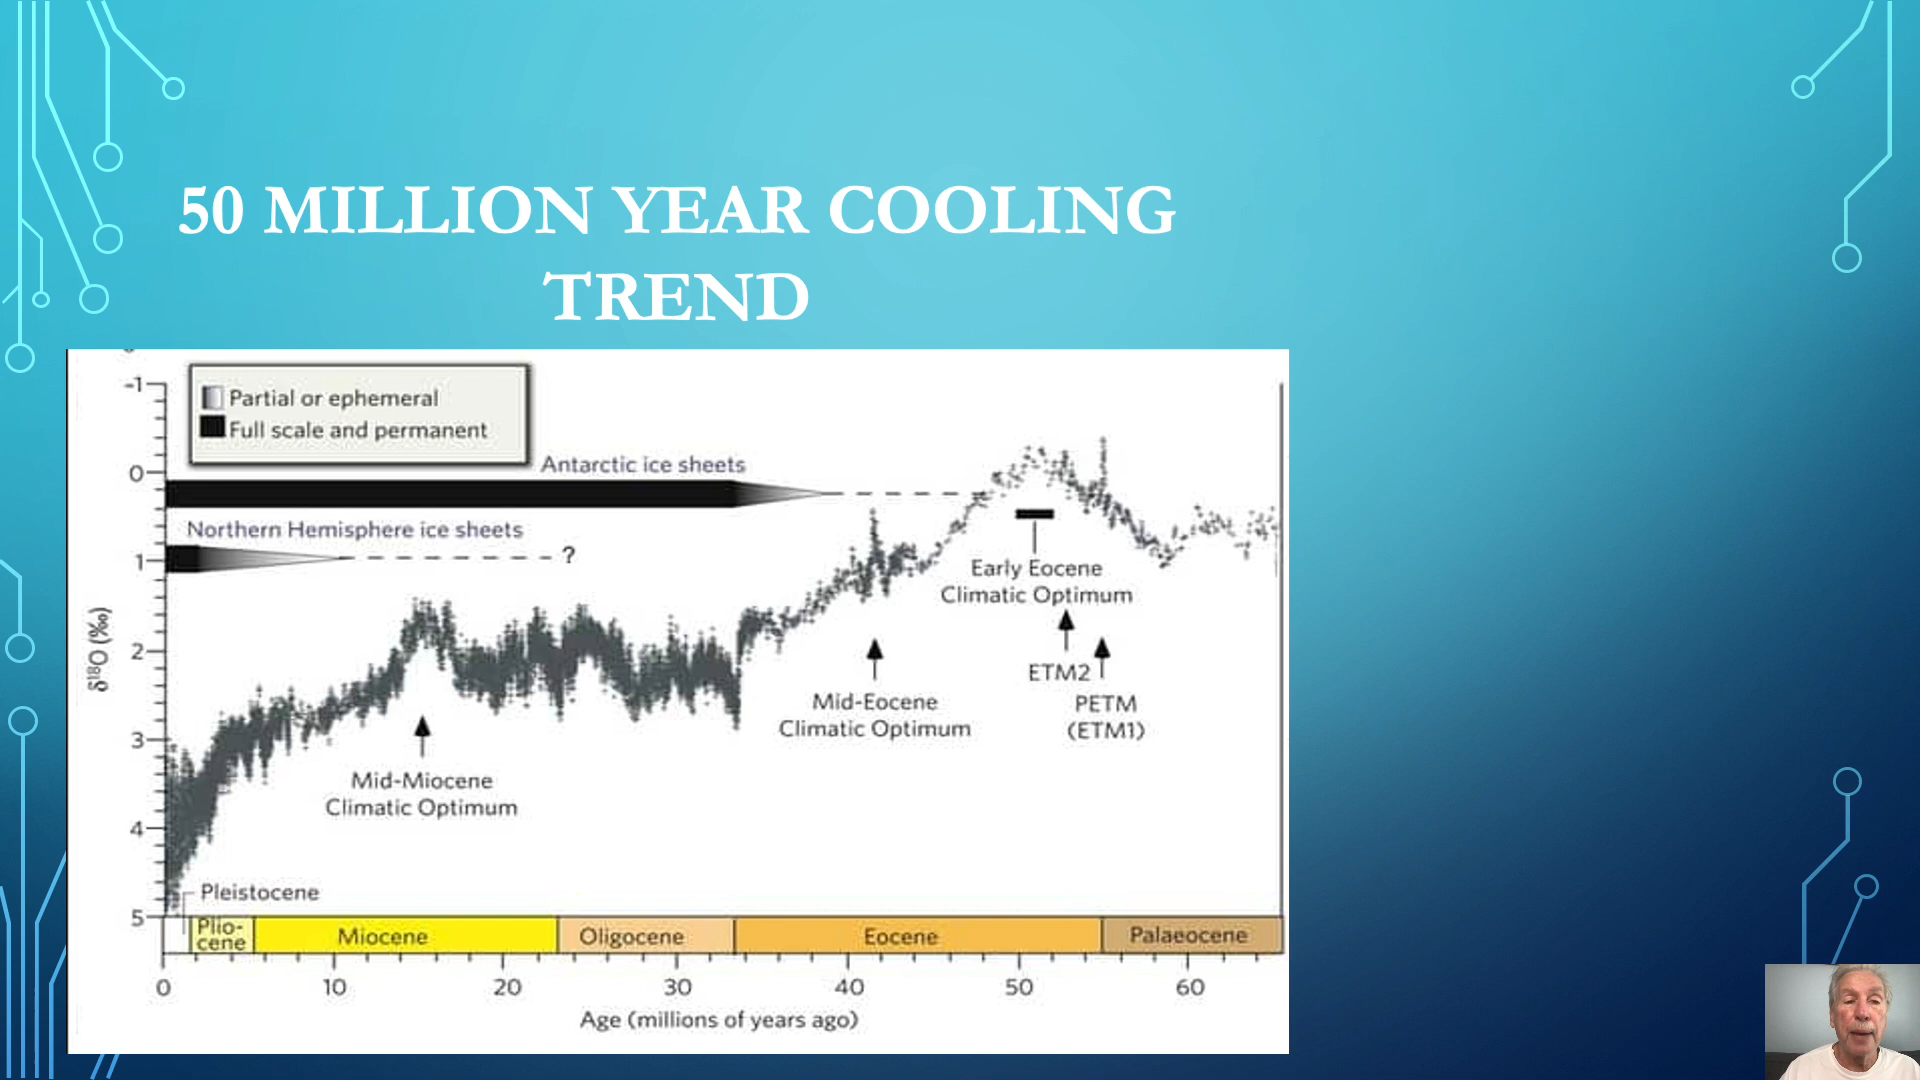 50 MILLION YEAR COOLING
TREND
Partial or ephemeral
Full scale and permanent
Antarctic ice sheets
Northern Hemisphere ice sheets
?
-1
0
1
2
3
4
5
δ18O (‰)
Early Eocene
Climatic Optimum
ETM2
PETM
(ETM1)
Mid-Eocene
Climatic Optimum
Mid-Miocene
Climatic Optimum
Pleistocene
Plio-
cene
Miocene
Oligocene
Eocene
Palaeocene
0 10 20 30 40 50 60
Age (millions of years ago)